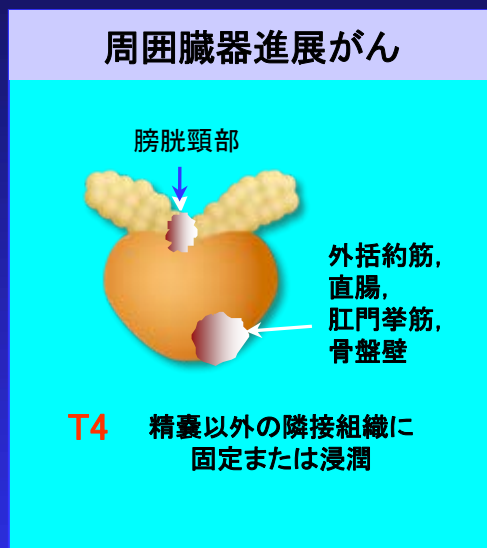 周囲臓器進展がん
膀胱頸部
外括約筋,
直腸,
肛門挙筋,
骨盤壁
T4 精嚢以外の隣接組織に
固定または浸潤